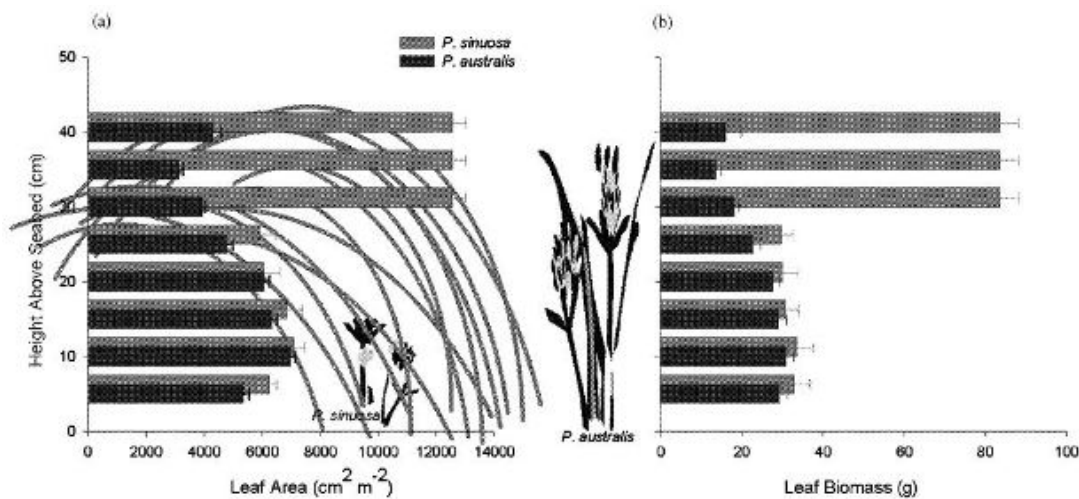 (a)
P. sinuosa
P. australis
Height Above Seabed (cm)
50
40
30
20
10
0
P. sinuosa
0 2000 4000 6000 8000 10000 12000 14000
Leaf Area (cm² m⁻²)
P. australis
(b)
0 20 40 60 80 100
Leaf Biomass (g)